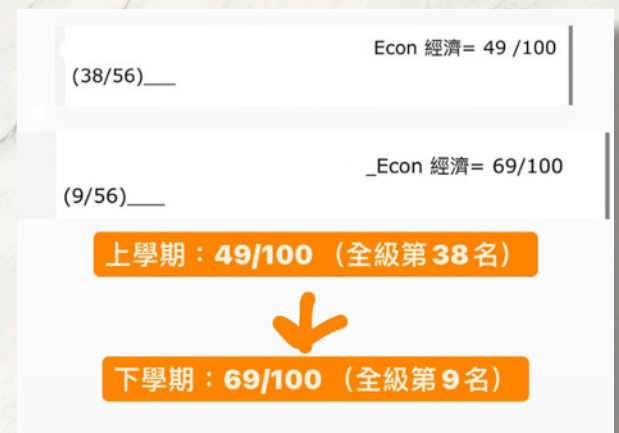 Econ 經濟= 49 /100
(38/56)___
_Econ 經濟= 69/100
(9/56)____
上學期：49/100 （全級第38名）
下學期：69/100 （全級第9名）